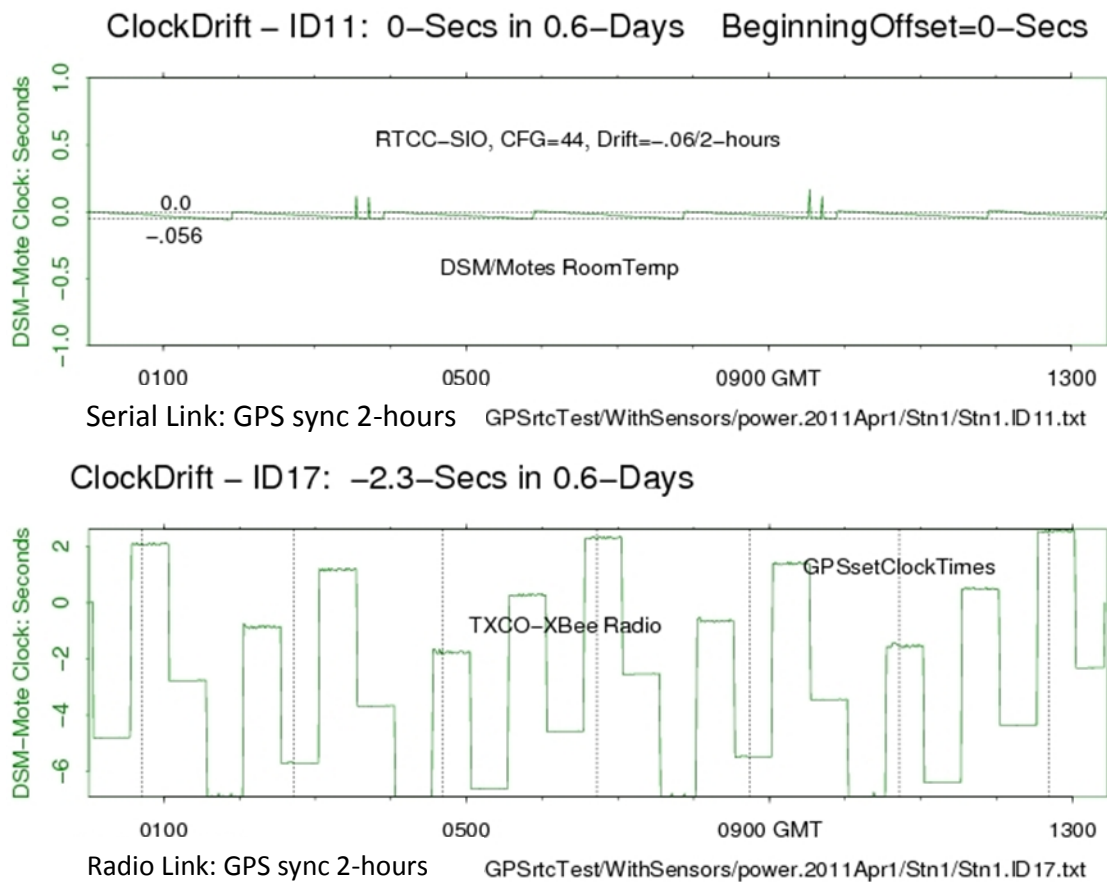 ClockDrift – ID11: 0–Secs in 0.6–Days BeginningOffset=0–Secs
DSM–Mote Clock: Seconds
1.0
0.5
0.0
−0.5
−1.0
RTCC–SIO, CFG=44, Drift=–.06/2–hours
0.0
–.056
DSM/Motes RoomTemp
0100 0500 0900 GMT 1300
Serial Link: GPS sync 2-hours GPSrtcTest/WithSensors/power.2011Apr1/Stn1/Stn1.ID11.txt
ClockDrift – ID17: –2.3–Secs in 0.6–Days
DSM–Mote Clock: Seconds
2
0
−2
−4
−6
GPSsetClockTimes
TXCO–XBee Radio
0100 0500 0900 GMT 1300
Radio Link: GPS sync 2-hours GPSrtcTest/WithSensors/power.2011Apr1/Stn1/Stn1.ID17.txt